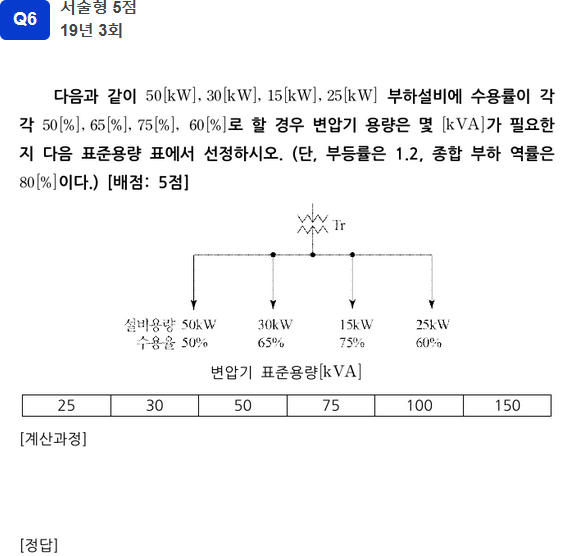 Q6
서술형 5점
19년 3회
다음과 같이 50[kW], 30[kW], 15[kW], 25[kW] 부하설비에 수용률이 각
각 50[%], 65[%], 75[%], 60[%]로 할 경우 변압기 용량은 몇 [kVA]가 필요한
지 다음 표준용량 표에서 선정하시오. (단, 부등률은 1.2, 종합 부하 역률은
80[%]이다.) [배점: 5점]
Tr
설비용량 50kW 30kW 15kW 25kW
수용율 50% 65% 75% 60%
변압기 표준용량[kVA]
25 30 50 75 100 150
[계산과정]
[정답]